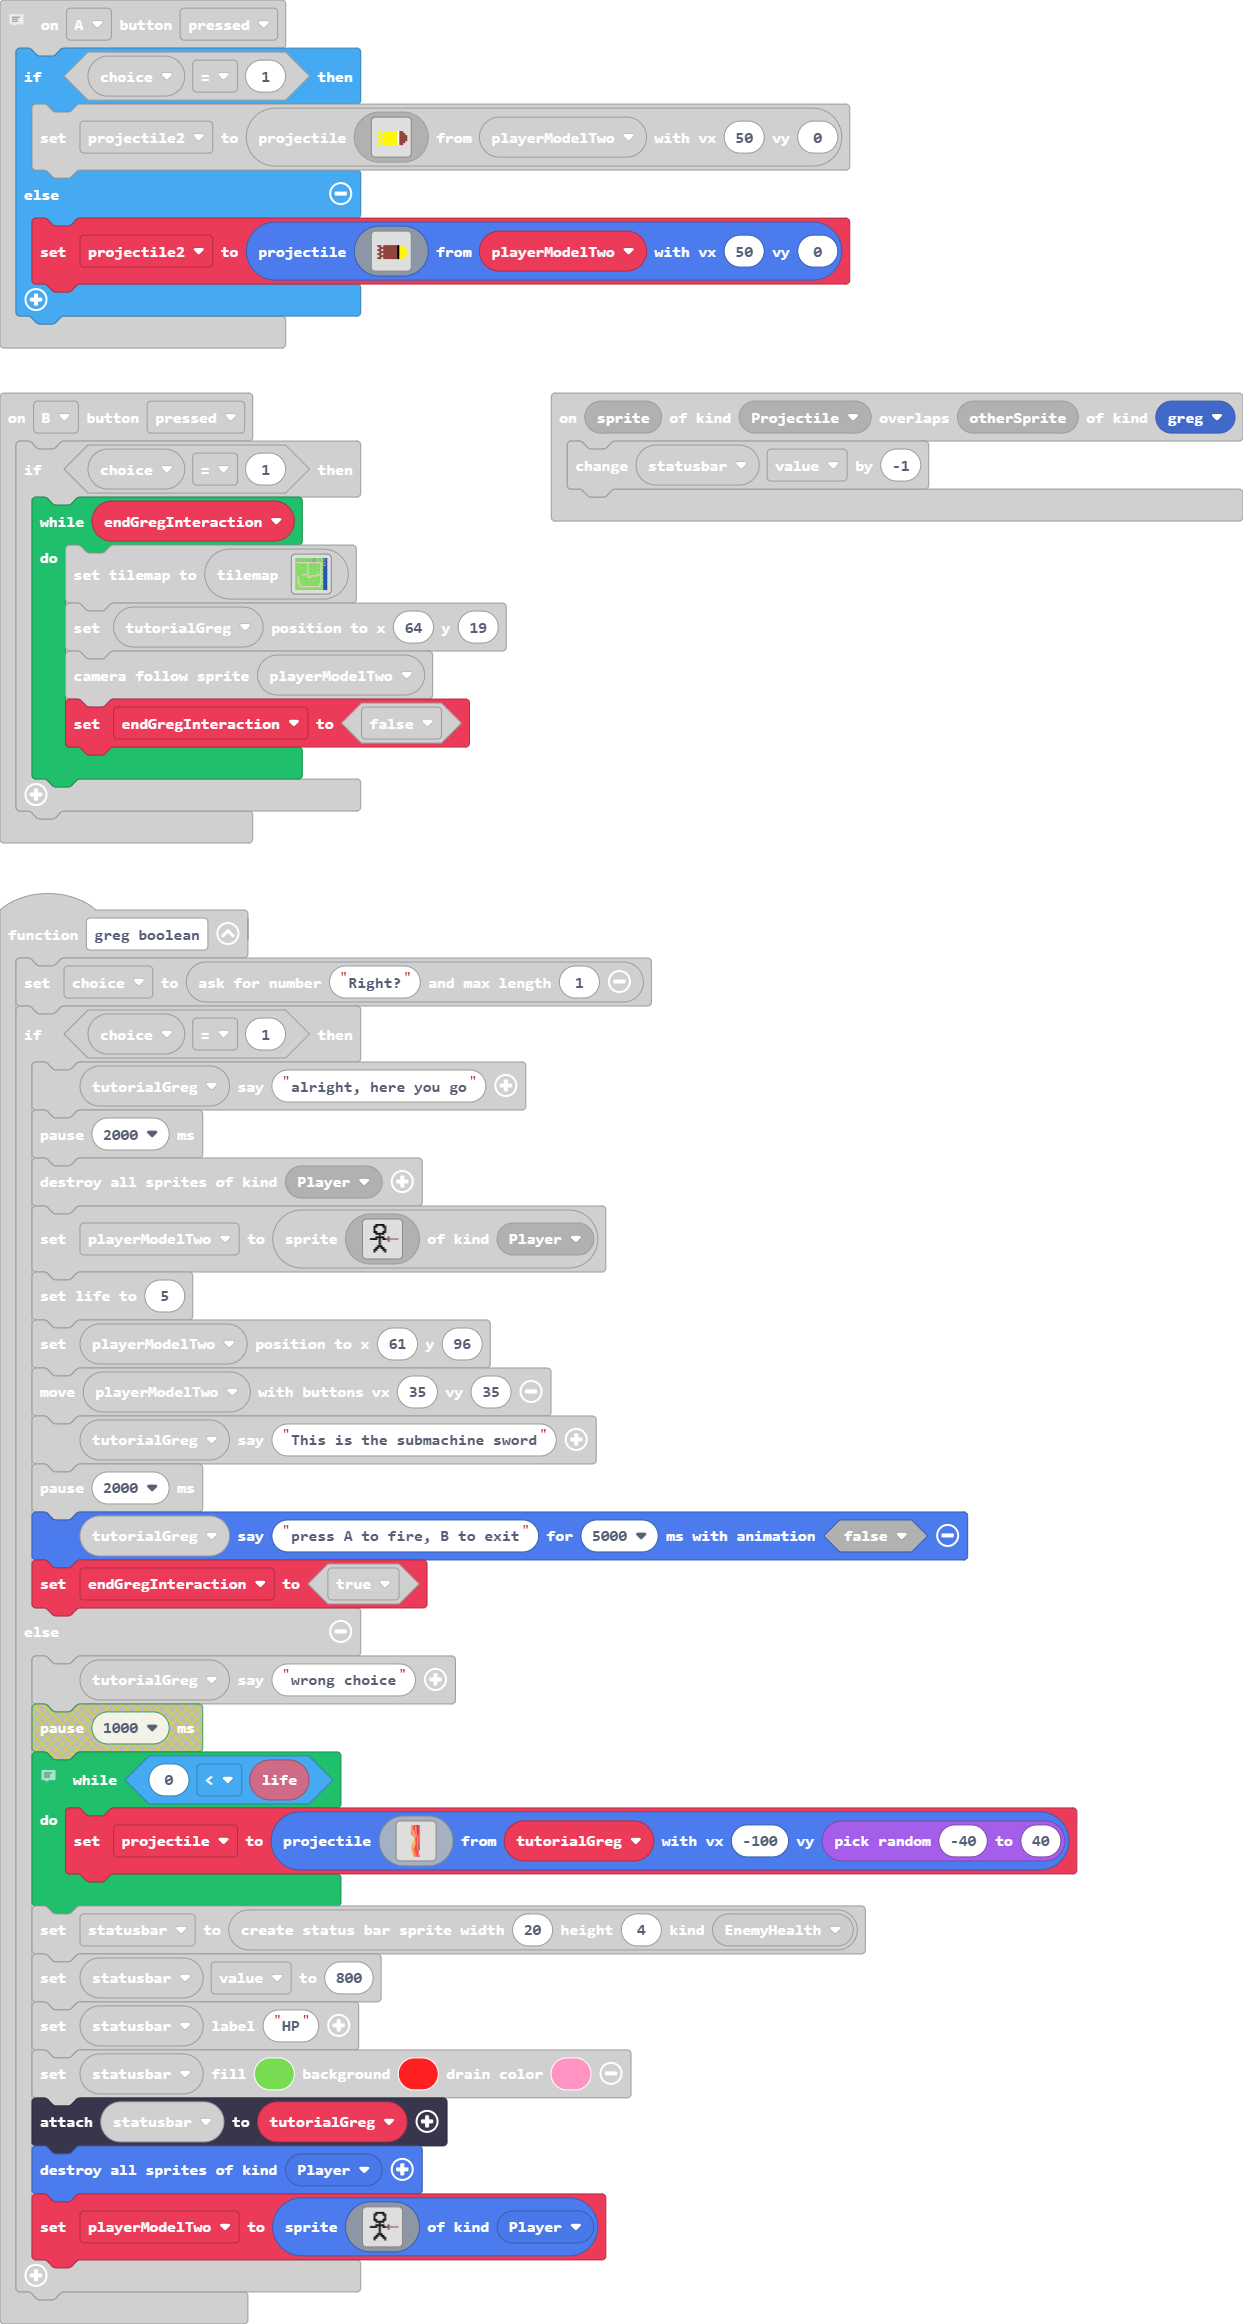 on A button pressed
if choice = 1 then
set projectile2 to projectile from playerModelTwo with vx 50 vy 0
else
set projectile2 to projectile from playerModelTwo with vx 50 vy 0
on B button pressed
if choice = 1 then
while endGregInteraction
do
set tilemap to tilemap
set tutorialGreg position to x 64 y 19
camera follow sprite playerModelTwo
set endGregInteraction to false
on sprite of kind Projectile overlaps otherSprite of kind greg
change statusbar value by -1
function greg boolean
set choice to ask for number "Right?" and max length 1
if choice = 1 then
tutorialGreg say "alright, here you go"
pause 2000 ms
destroy all sprites of kind Player
set playerModelTwo to sprite of kind Player
set life to 5
set playerModelTwo position to x 61 y 96
move playerModelTwo with buttons vx 35 vy 35
tutorialGreg say "This is the submachine sword"
pause 2000 ms
tutorialGreg say "press A to fire, B to exit" for 5000 ms with animation false
set endGregInteraction to true
else
tutorialGreg say "wrong choice"
pause 1000 ms
while 0 < life
do
set projectile to projectile from tutorialGreg with vx -100 vy pick random -40 to 40
set statusbar to create status bar sprite width 20 height 4 kind EnemyHealth
set statusbar value to 800
set statusbar label "HP"
set statusbar fill background drain color
attach statusbar to tutorialGreg
destroy all sprites of kind Player
set playerModelTwo to sprite of kind Player